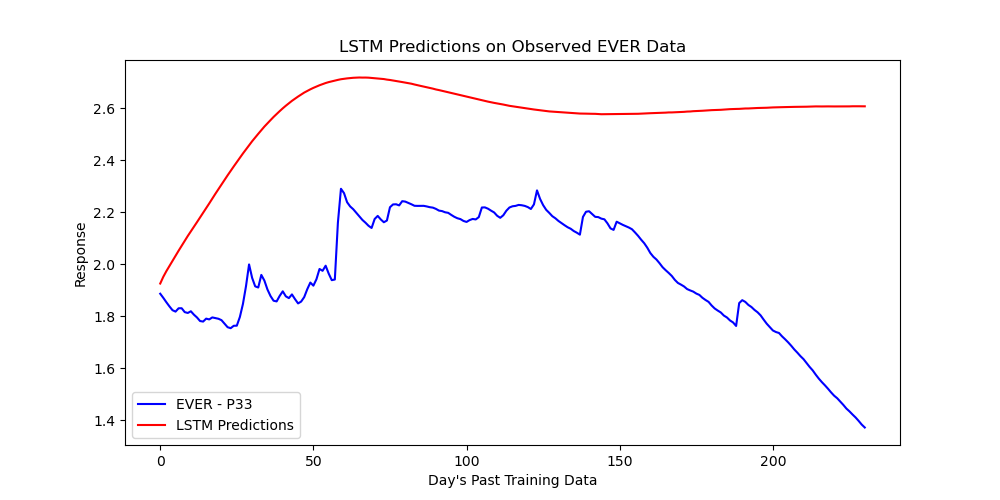 LSTM Predictions on Observed EVER Data
Response
2.6
2.4
2.2
2.0
1.8
1.6
1.4
EVER - P33
LSTM Predictions
0 50 100 150 200
Day's Past Training Data